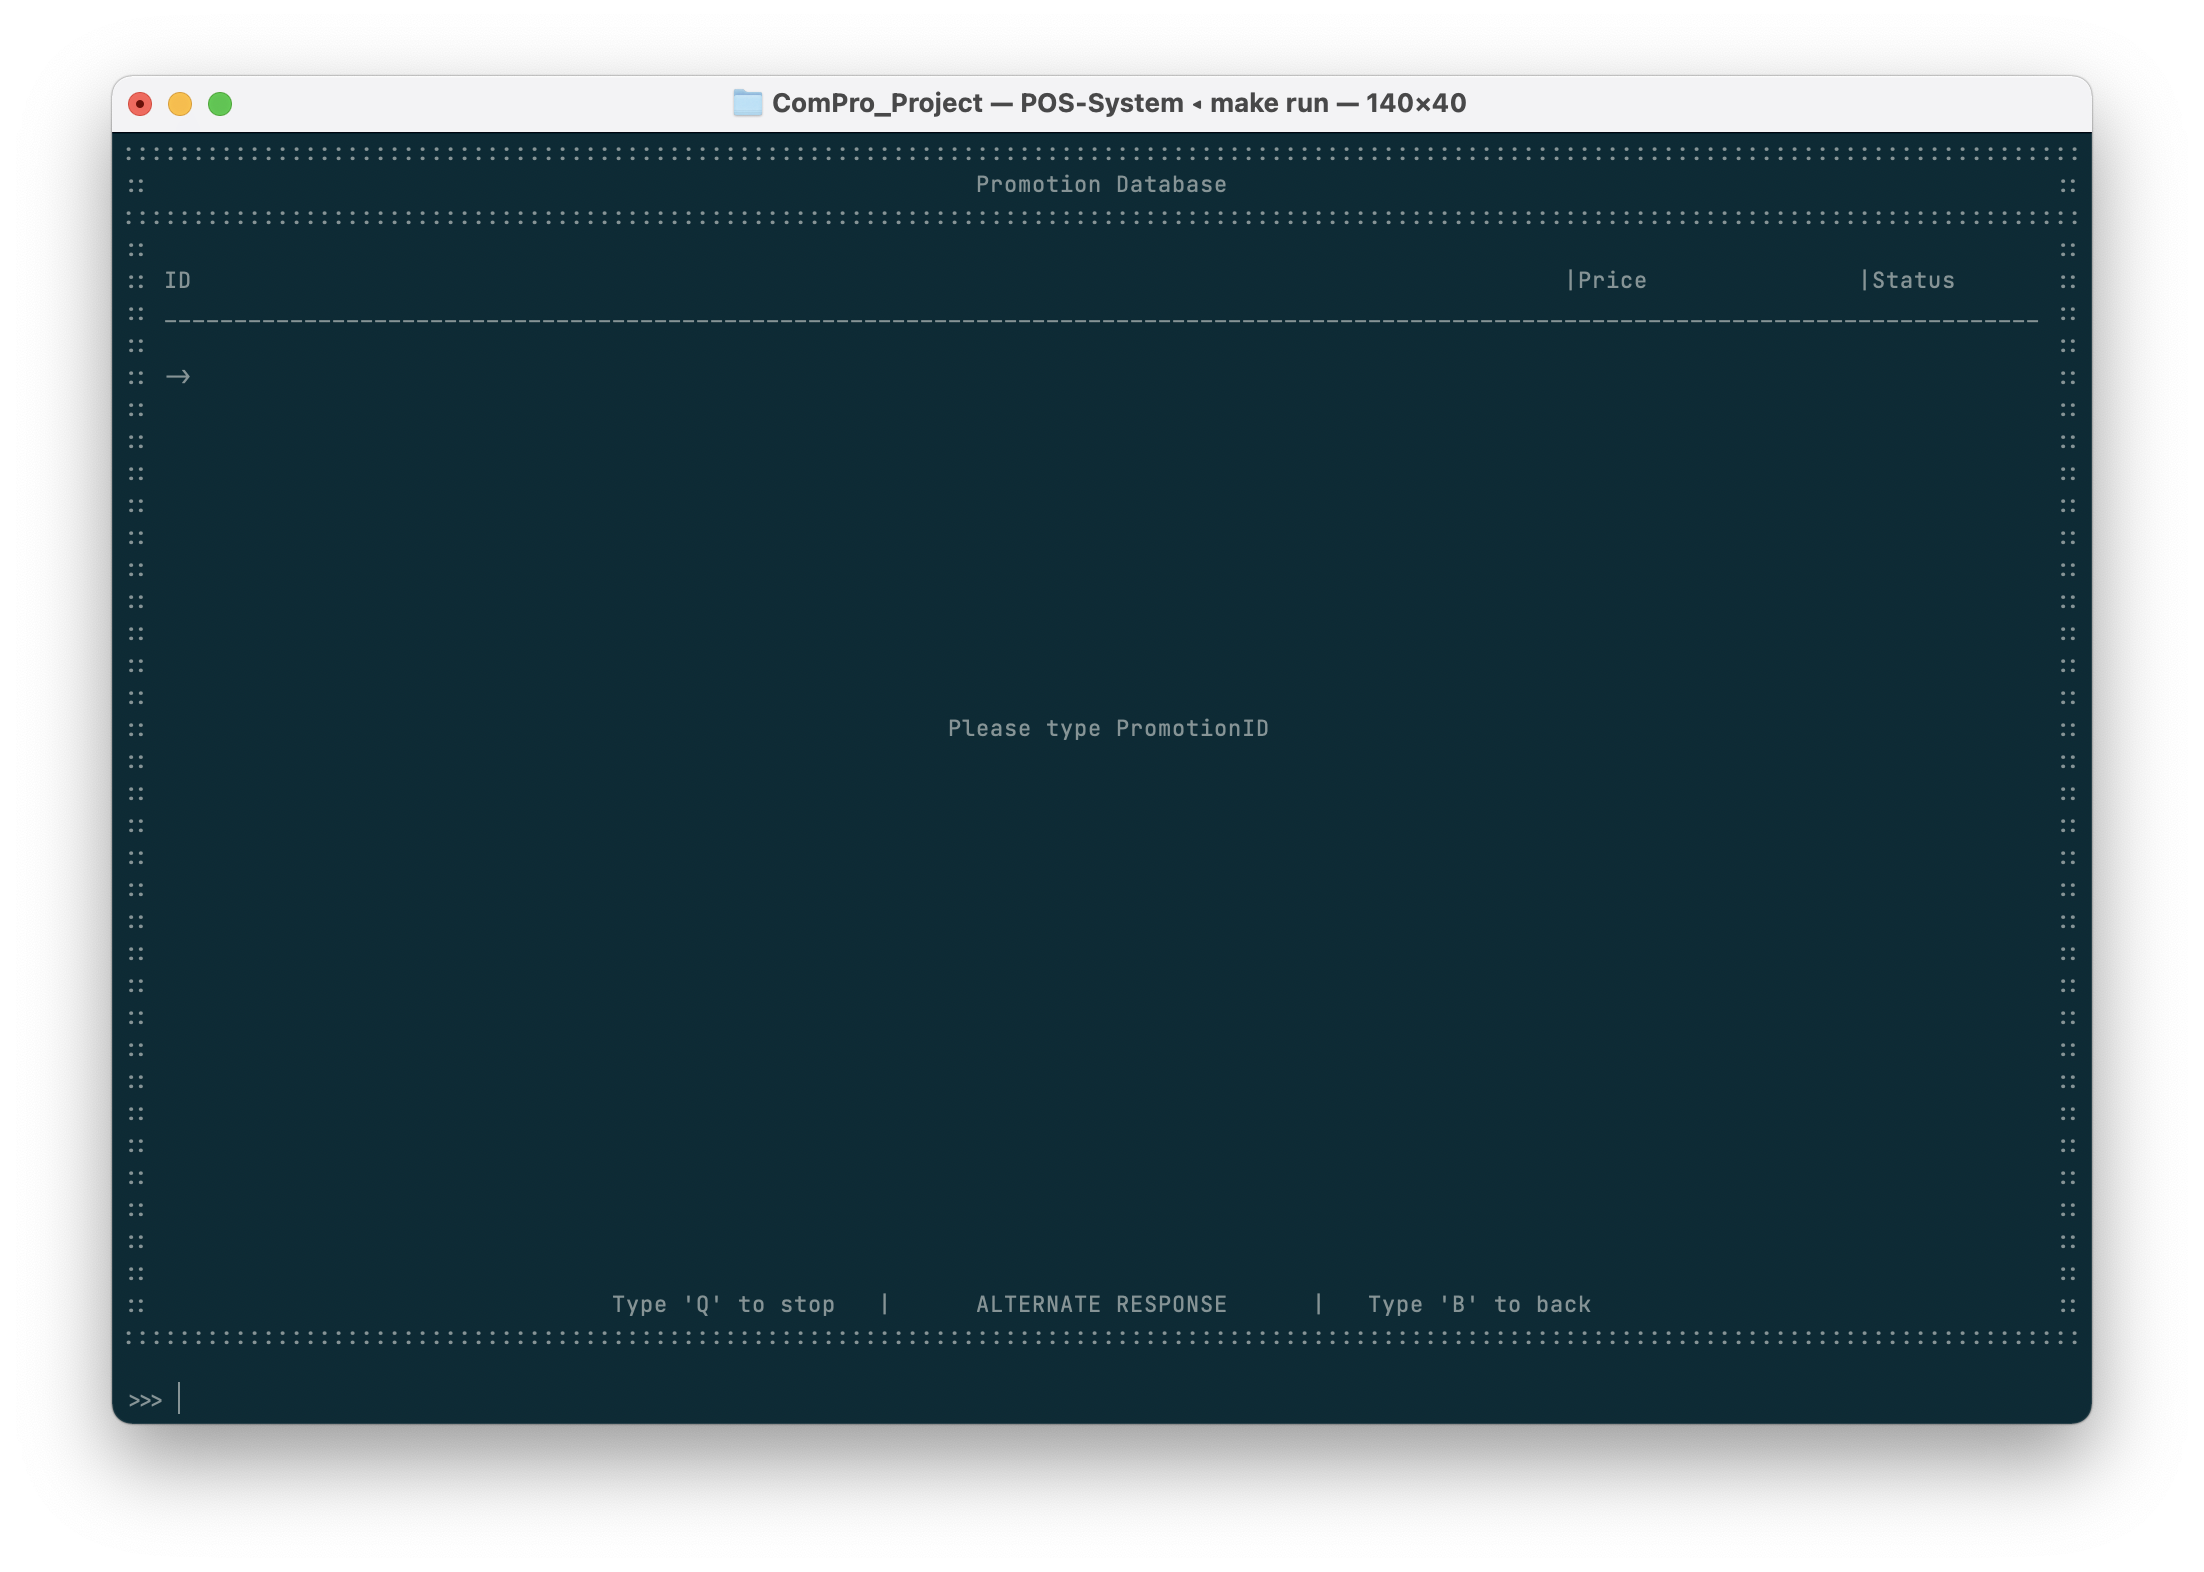 ComPro_Project — POS-System ◂ make run — 140×40
::::::::::::::::::::::::::::::::::::::::::::::::::::::::::::::::::::::::::::::::::::::::::::::::::::::::::::::::::::::::::::::::::::::::::::
:: Promotion Database ::
::::::::::::::::::::::::::::::::::::::::::::::::::::::::::::::::::::::::::::::::::::::::::::::::::::::::::::::::::::::::::::::::::::::::::::
:: ID |Price |Status ::
:: -> ::
:: Please type PromotionID ::
:: Type 'Q' to stop | ALTERNATE RESPONSE | Type 'B' to back ::
::::::::::::::::::::::::::::::::::::::::::::::::::::::::::::::::::::::::::::::::::::::::::::::::::::::::::::::::::::::::::::::::::::::::::::
>>>